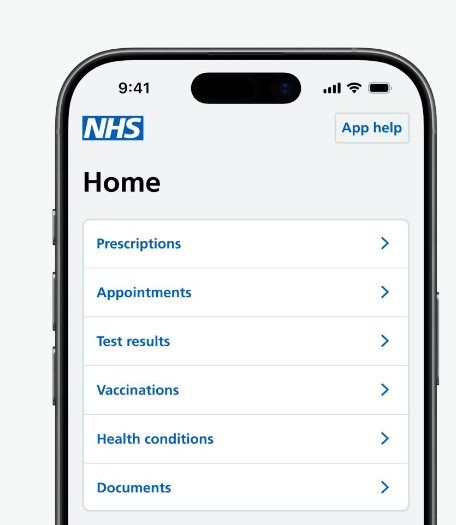 9:41
NHS
App help
Home
Prescriptions
Appointments
Test results
Vaccinations
Health conditions
Documents